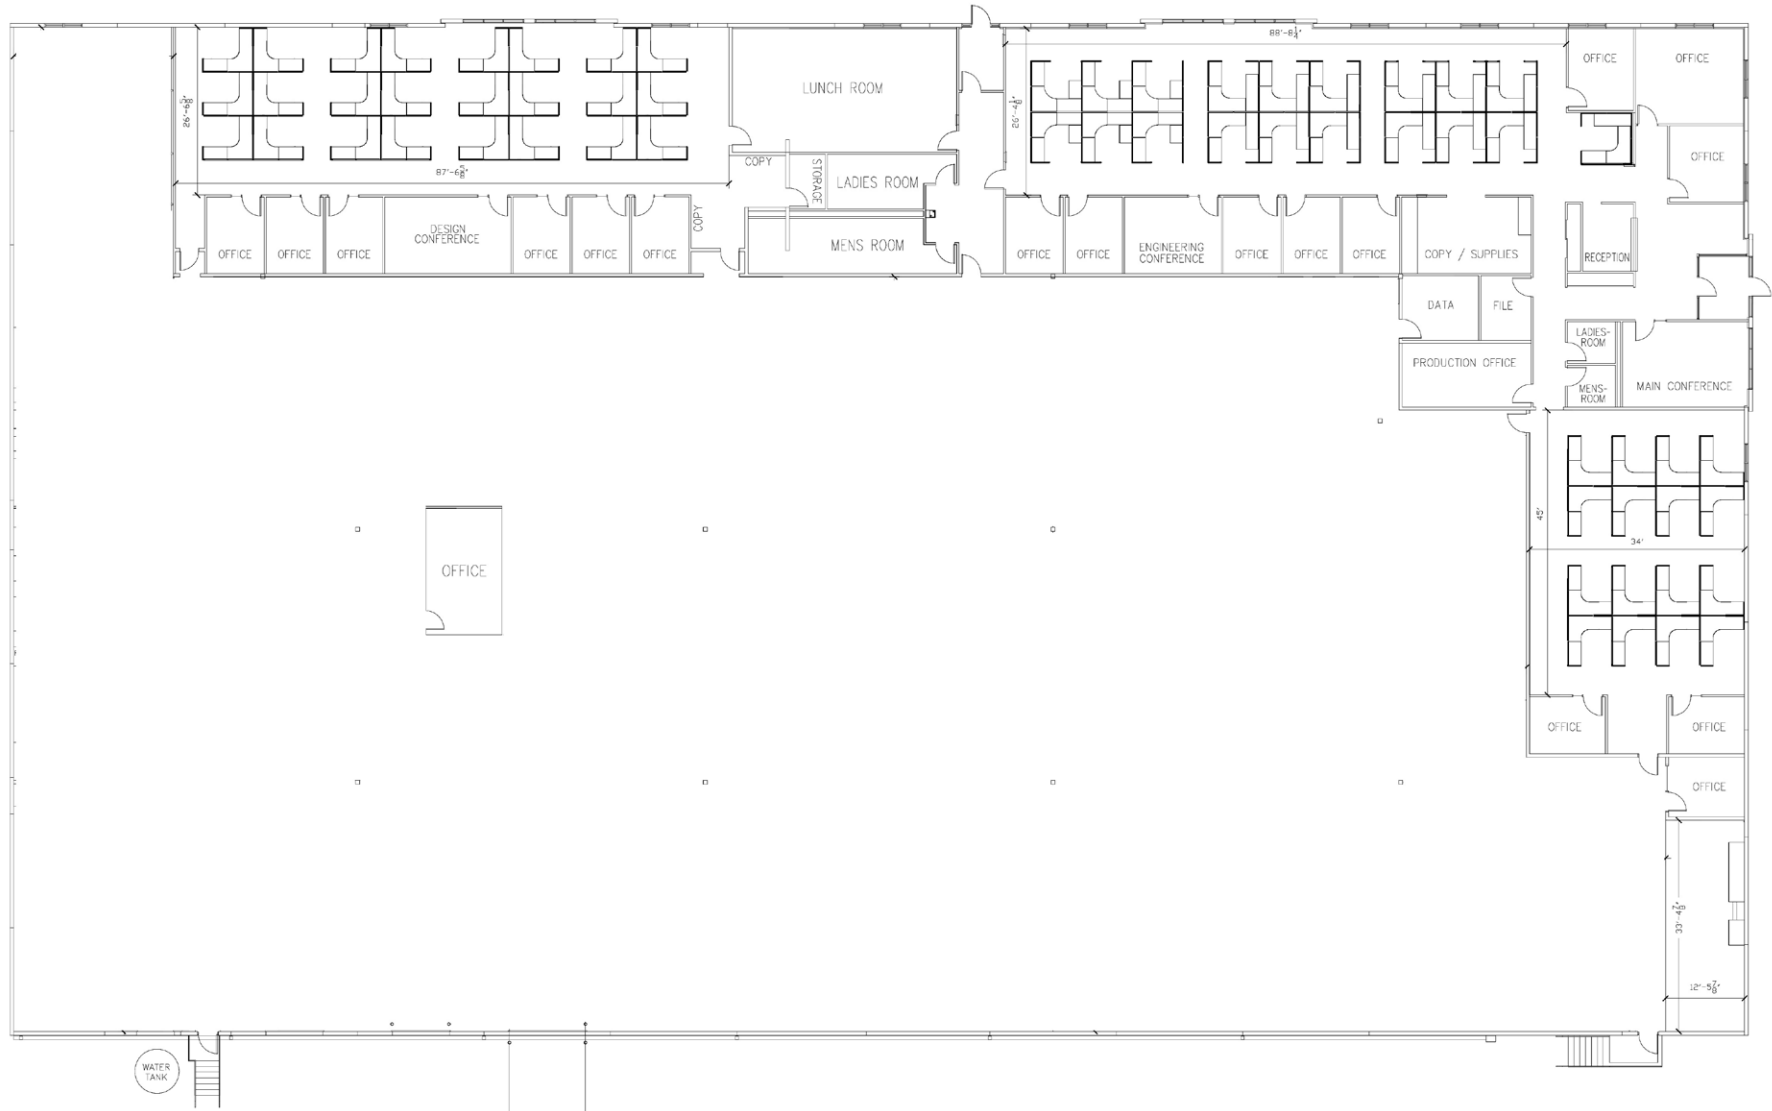 88'-8¼"
OFFICE
OFFICE
LUNCH ROOM
26'-6⅝"
26'-4⅛"
OFFICE
COPY
STORAGE
87'-6⅝"
LADIES ROOM
COPY
DESIGN
CONFERENCE
MENS ROOM
OFFICE
OFFICE
OFFICE
OFFICE
OFFICE
OFFICE
OFFICE
OFFICE
ENGINEERING
CONFERENCE
OFFICE
OFFICE
OFFICE
COPY / SUPPLIES
RECEPTION
DATA
FILE
LADIES-
ROOM
PRODUCTION OFFICE
MENS-
ROOM
MAIN CONFERENCE
45'
34'
OFFICE
OFFICE
OFFICE
OFFICE
33'-4⅞"
12'-5⅞"
WATER
TANK